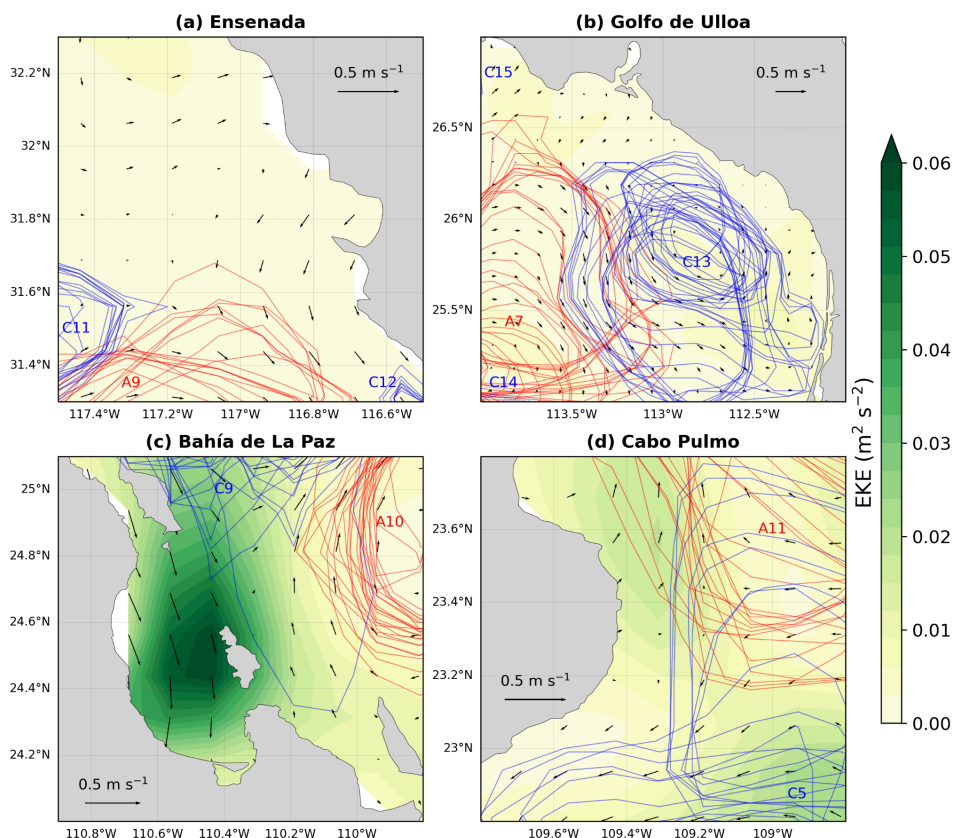 (a) Ensenada
(b) Golfo de Ulloa
32.2°N
32°N
31.8°N
31.6°N
31.4°N
0.5 m s⁻¹
C11
A9
C12
117.4°W
117.2°W
117°W
116.8°W
116.6°W
C15
0.5 m s⁻¹
26.5°N
26°N
25.5°N
C13
A7
C14
113.5°W
113°W
112.5°W
(c) Bahía de La Paz
(d) Cabo Pulmo
25°N
24.8°N
24.6°N
24.4°N
24.2°N
C9
A10
0.5 m s⁻¹
110.8°W
110.6°W
110.4°W
110.2°W
110°W
23.6°N
23.4°N
23.2°N
23°N
A11
0.5 m s⁻¹
C5
109.6°W
109.4°W
109.2°W
109°W
0.06
0.05
0.04
0.03
0.02
0.01
0.00
EKE (m² s⁻²)